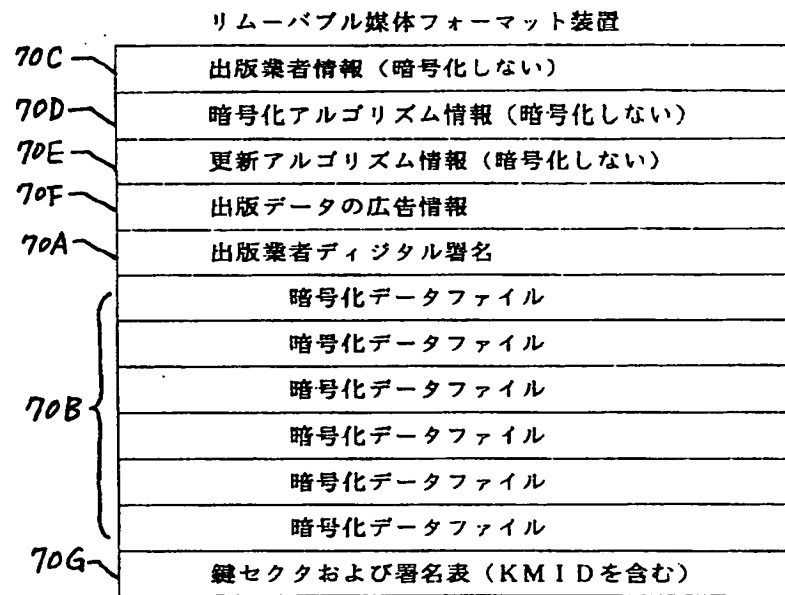 リムーバブル媒体フォーマット装置
70C 出版業者情報(暗号化しない)
70D 暗号化アルゴリズム情報(暗号化しない)
70E 更新アルゴリズム情報(暗号化しない)
70F 出版データの広告情報
70A 出版業者ディジタル署名
暗号化データファイル
暗号化データファイル
暗号化データファイル
70B 暗号化データファイル
暗号化データファイル
暗号化データファイル
70G 鍵セクタおよび署名表(KMIDを含む)